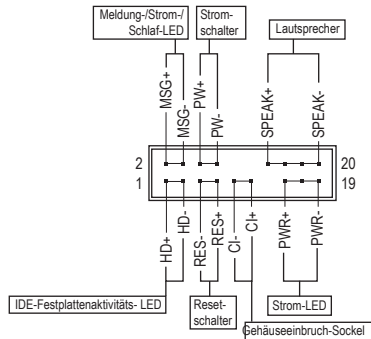 Meldung-/Strom-/
Schlaf-LED
Strom-
schalter
Lautsprecher
MSG+
MSG-
PW+
PW-
SPEAK+
SPEAK-
2
20
1
19
HD+
HD-
RES-
RES+
CI-
CI+
PWR+
PWR-
IDE-Festplattenaktivitäts- LED
Reset-
schalter
Strom-LED
Gehäuseeinbruch-Sockel